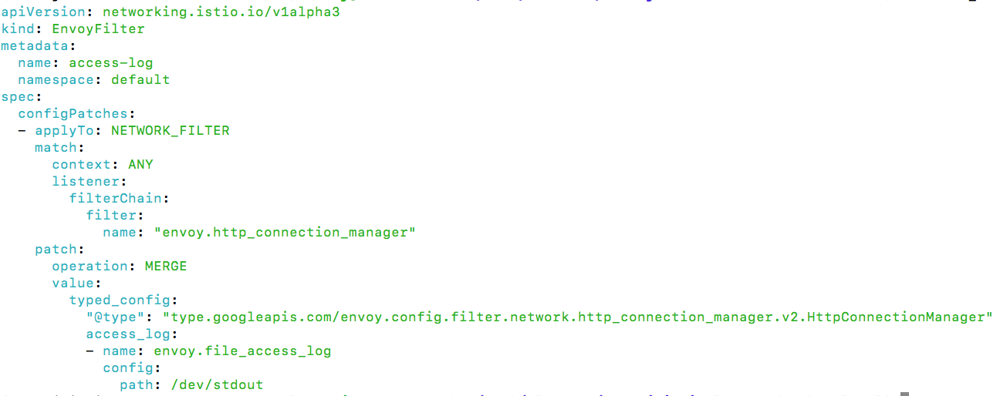 apiVersion: networking.istio.io/v1alpha3
kind: EnvoyFilter
metadata:
  name: access-log
  namespace: default
spec:
  configPatches:
  - applyTo: NETWORK_FILTER
    match:
      context: ANY
      listener:
        filterChain:
          filter:
            name: "envoy.http_connection_manager"
    patch:
      operation: MERGE
      value:
        typed_config:
          "@type": "type.googleapis.com/envoy.config.filter.network.http_connection_manager.v2.HttpConnectionManager"
          access_log:
          - name: envoy.file_access_log
            config:
              path: /dev/stdout